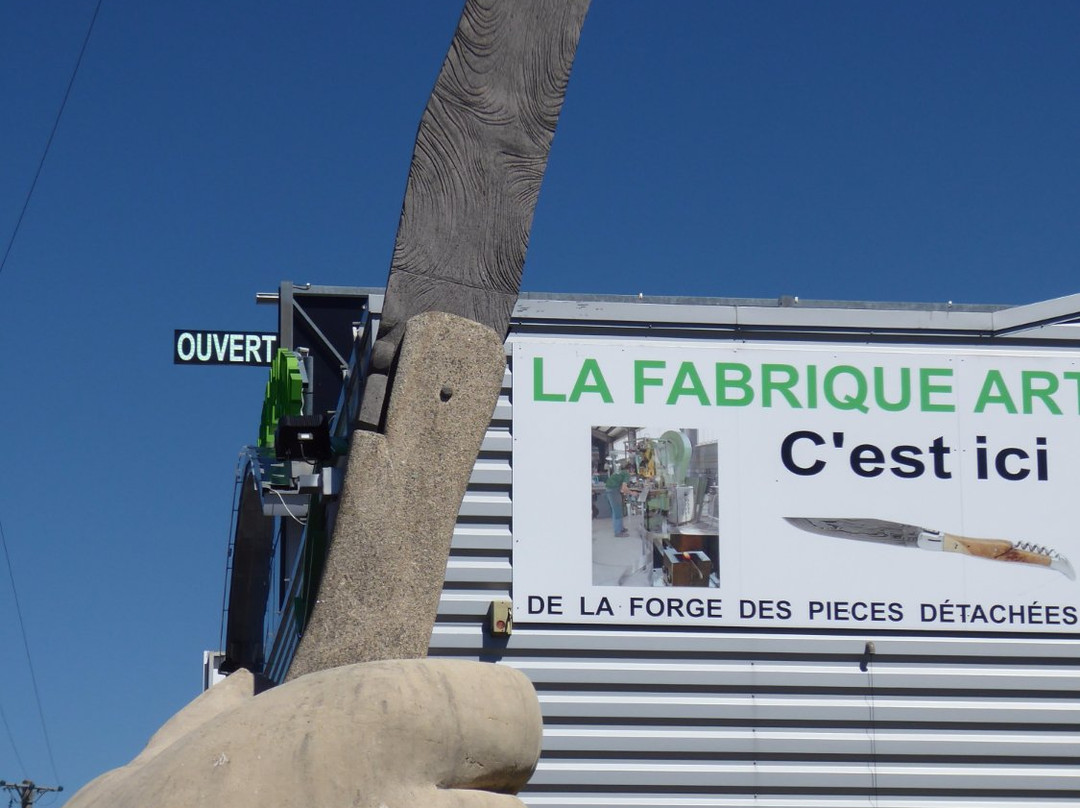 OUVERT
LA FABRIQUE ART
C'est ici
DE LA FORGE DES PIECES DÉTACHÉES